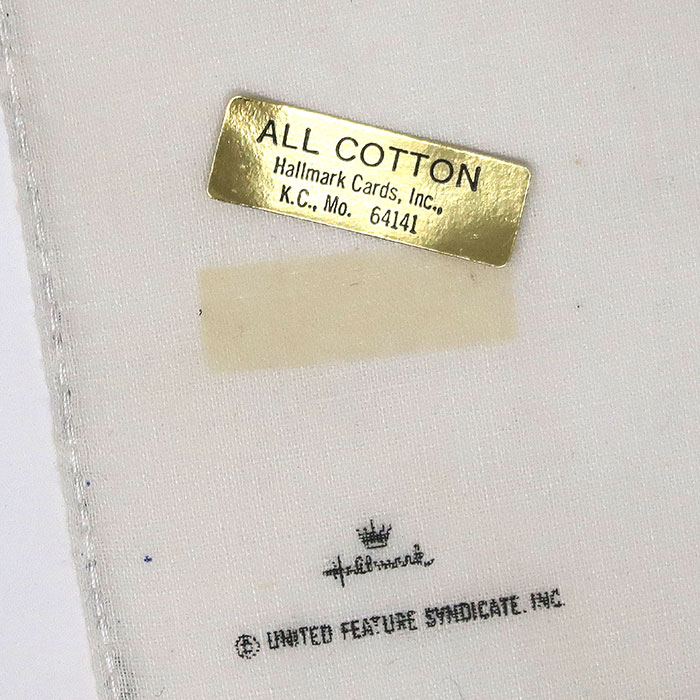 ALL COTTON
Hallmark Cards, Inc.,
K.C., Mo. 64141
Hallmark
© UNITED FEATURE SYNDICATE. INC.